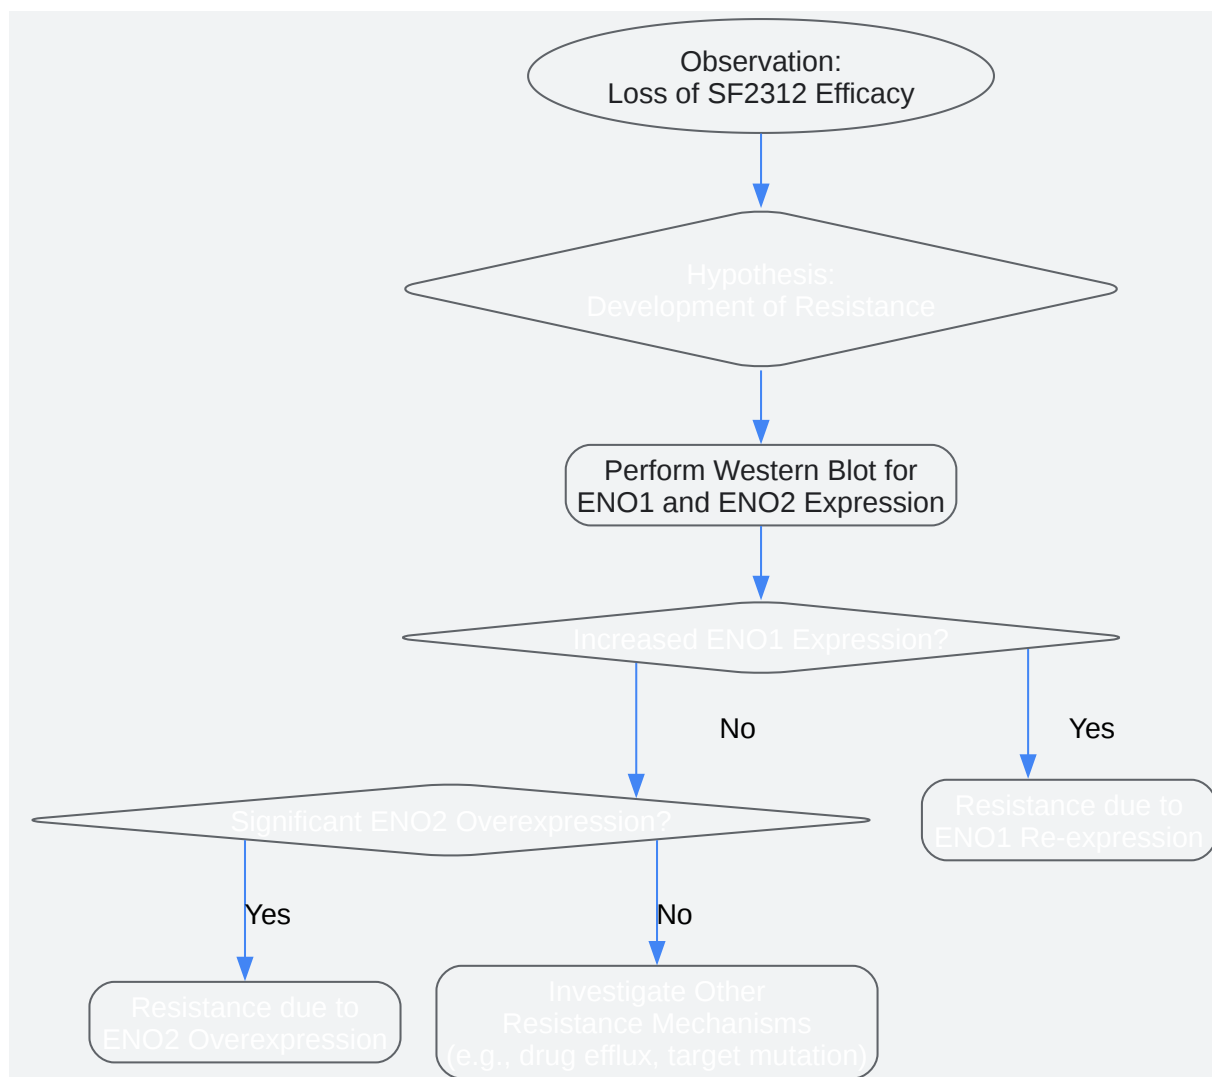 Observation:
Loss of SF2312 Efficacy
Hypothesis:
Development of Resistance
Perform Western Blot for
ENO1 and ENO2 Expression
Increased ENO1 Expression?
No
Yes
Significant ENO2 Overexpression?
Resistance due to
ENO1 Re-expression
Yes
No
Resistance due to
ENO2 Overexpression
Investigate Other
Resistance Mechanisms
(e.g., drug efflux, target mutation)